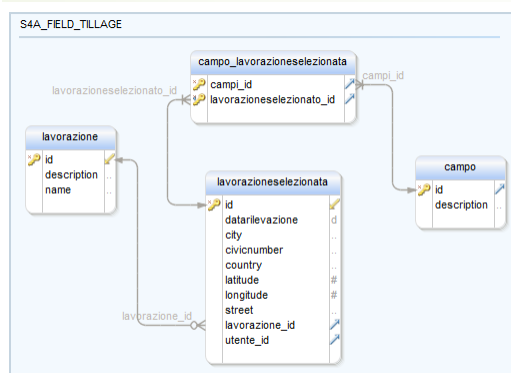 S4A_FIELD_TILLAGE
campo_lavorazioneselezionata
campi_id
lavorazioneselezionato_id
lavorazioneselezionato_id
campi_id
lavorazione
id
description
name
campo
id
description
lavorazioneselezionata
id
datarilevazione d
city
civicnumber
country
latitude #
longitude #
street
lavorazione_id
utente_id
lavorazione_id